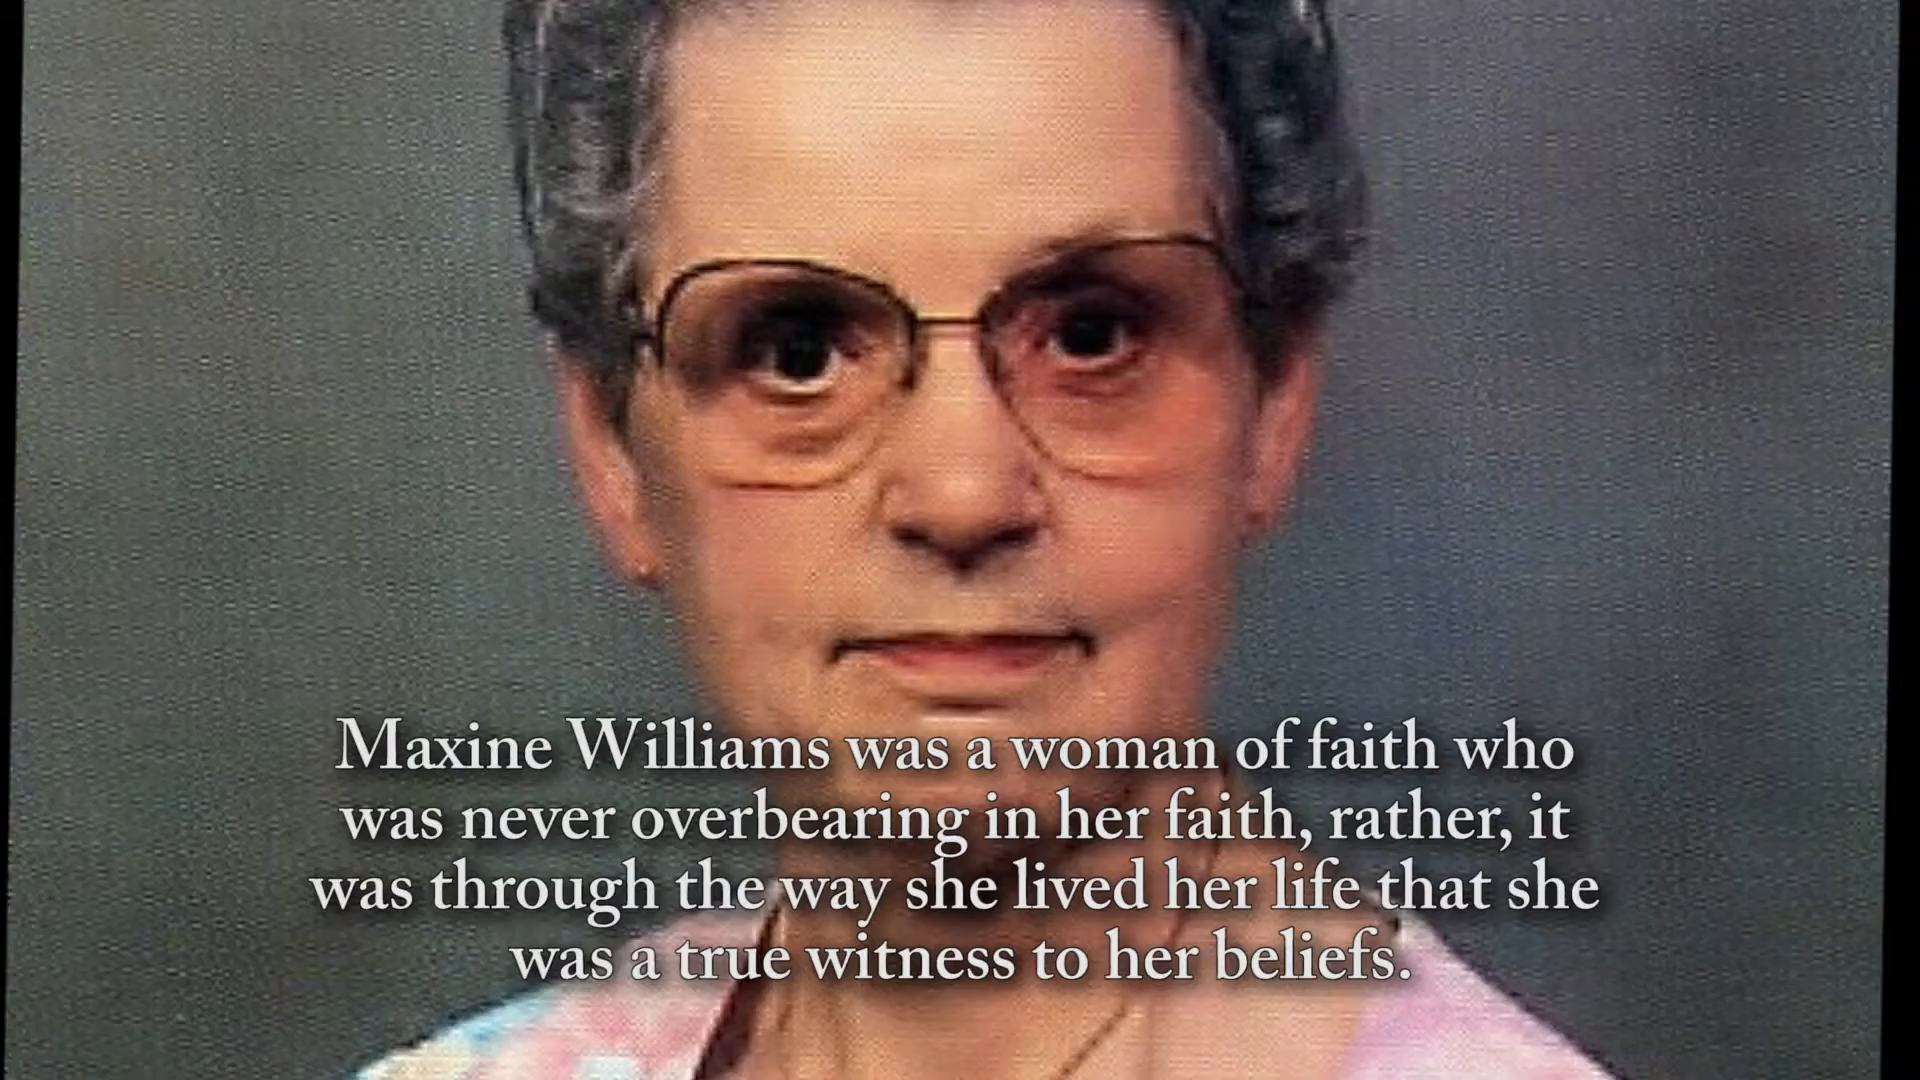 Maxine Williams was a woman of faith who
was never overbearing in her faith, rather, it
was through the way she lived her life that she
was a true witness to her beliefs.